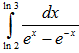 ∫_{ln 2}^{ln 3} dx / (e^x − e^{−x})